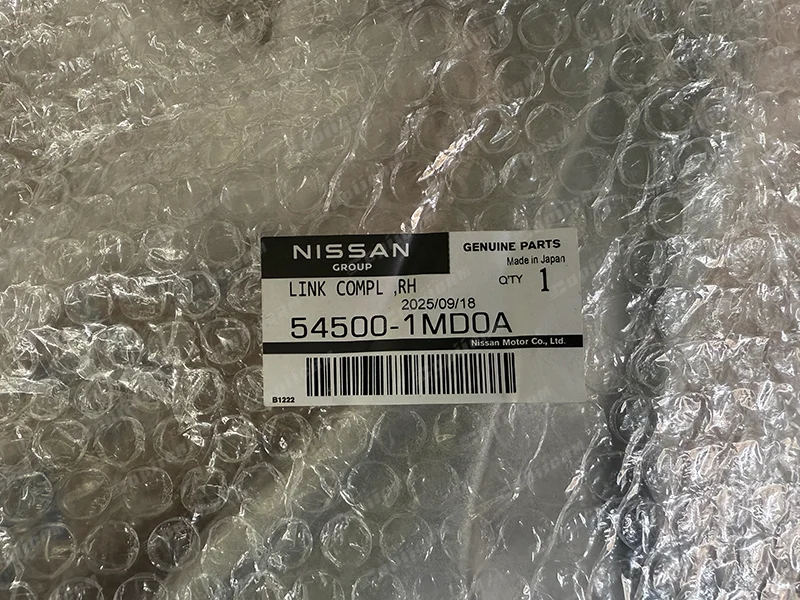 NISSAN
GROUP
GENUINE PARTS
Made in Japan
Q'TY 1
LINK COMPL ,RH
2025/09/18
54500-1MD0A
Nissan Motor Co., Ltd.
B1222